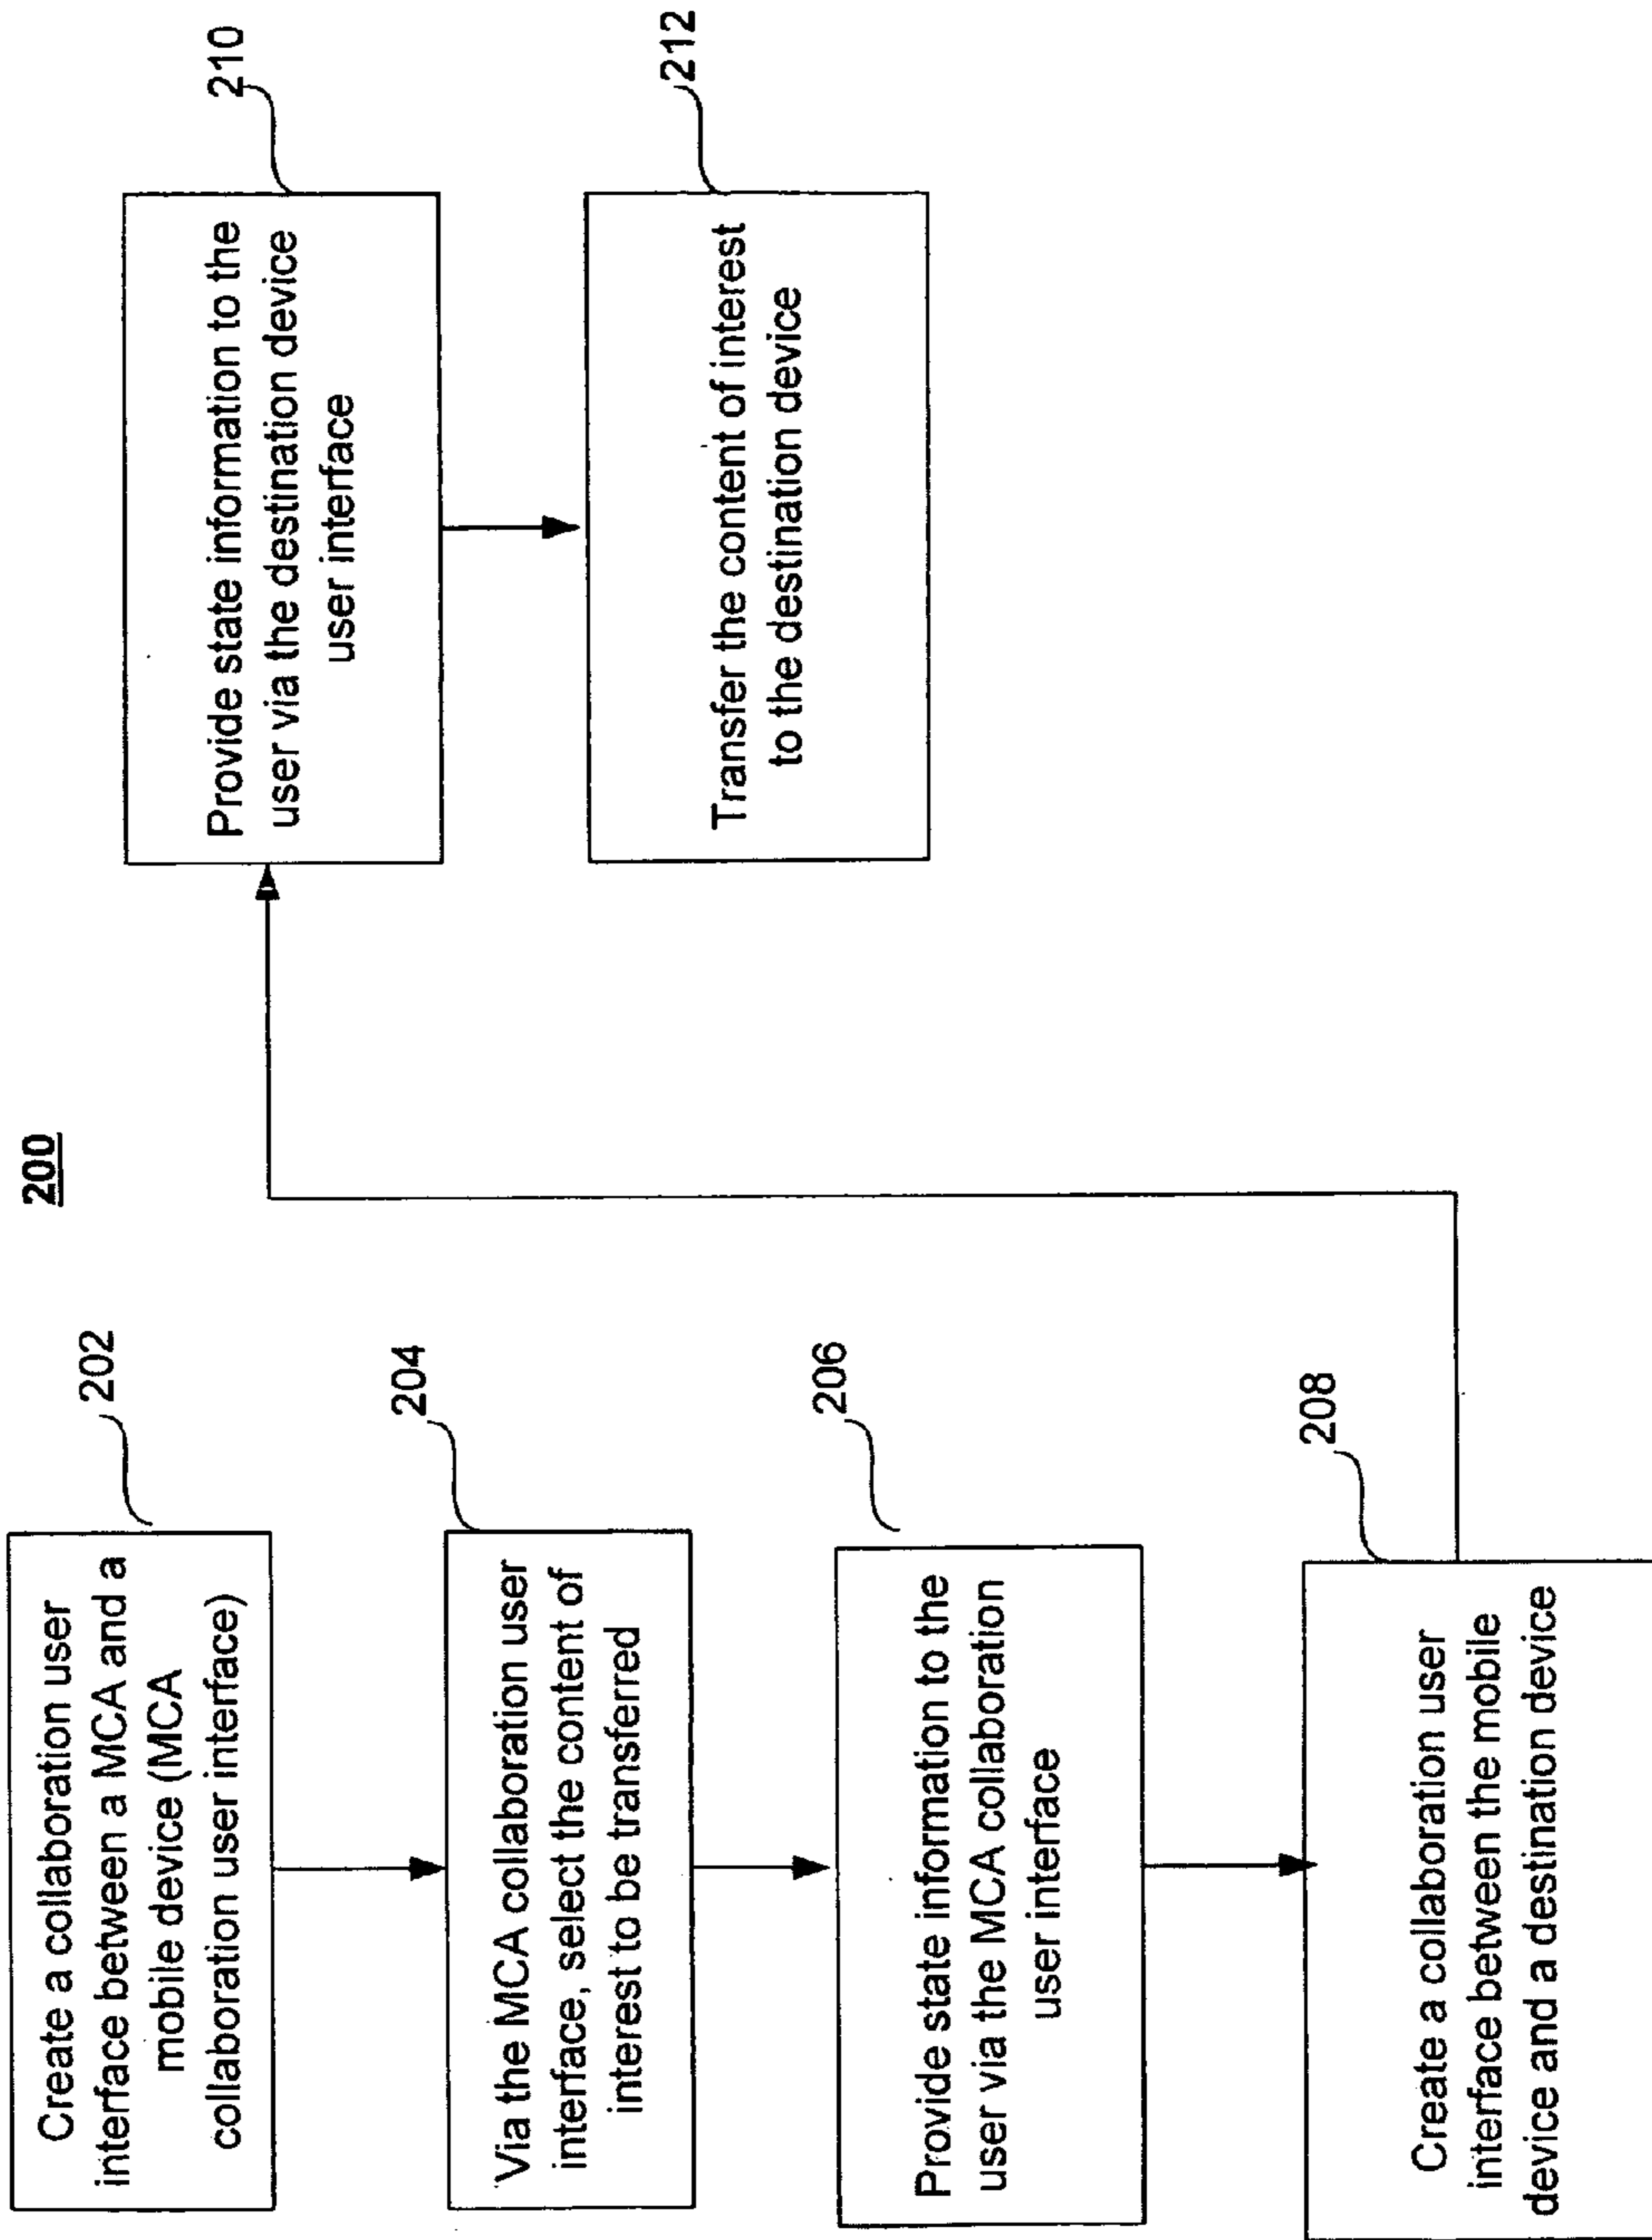 200
Create a collaboration user
interface between a MCA and a
mobile device (MCA
collaboration user interface)
202
Via the MCA collaboration user
interface, select the content of
interest to be transferred
204
Provide state information to the
user via the MCA collaboration
user interface
206
Create a collaboration user
interface between the mobile
device and a destination device
208
Provide state information to the
user via the destination device
user interface
210
Transfer the content of interest
to the destination device
212